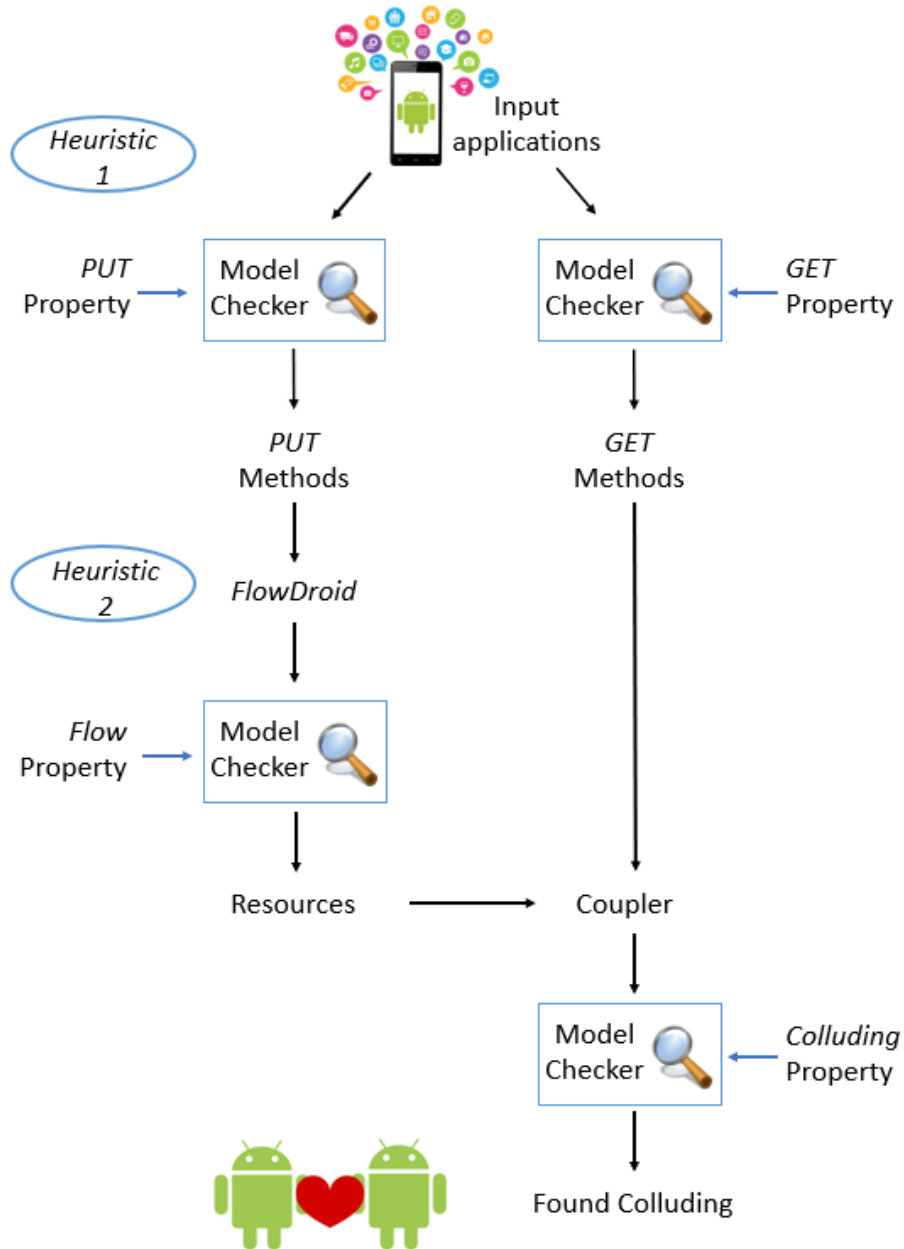 Input
applications
Heuristic
1
PUT
Property
Model
Checker
Model
Checker
GET
Property
PUT
Methods
GET
Methods
Heuristic
2
FlowDroid
Flow
Property
Model
Checker
Resources
Coupler
Model
Checker
Colluding
Property
Found Colluding